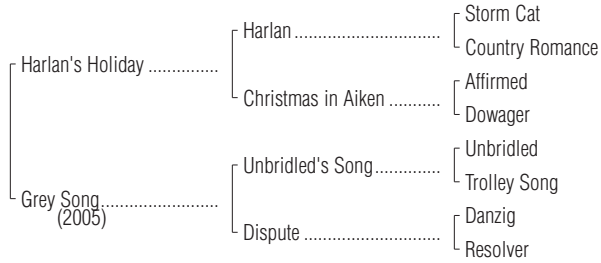 Storm Cat
Harlan ....................................
Country Romance
Harlan's Holiday ...............
Affirmed
Christmas in Aiken ...........
Dowager
Unbridled
Unbridled's Song..............
Trolley Song
Grey Song..........................
(2005)
Danzig
Dispute .............................
Resolver